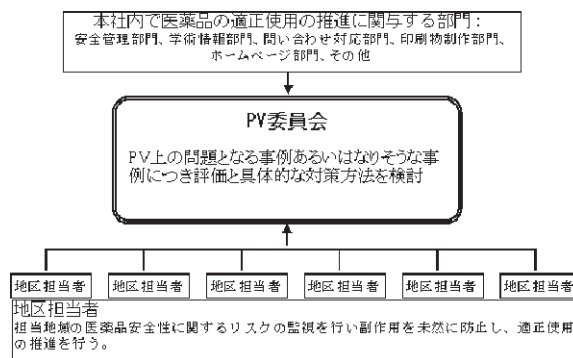 本社内で医薬品の適正使用の推進に関与する部門：
安全管理部門、学術情報部門、問い合わせ対応部門、印刷物制作部門、
ホームページ部門、その他
PV委員会
PV上の問題となる事例あるいはなりそうな事
例につき評価と具体的な対策方法を検討
地区担当者
地区担当者
地区担当者
地区担当者
地区担当者
地区担当者
地区担当者
担当地域の医薬品安全性に関するリスクの監視を行い副作用を未然に防止し、適正使用
の推進を行う。